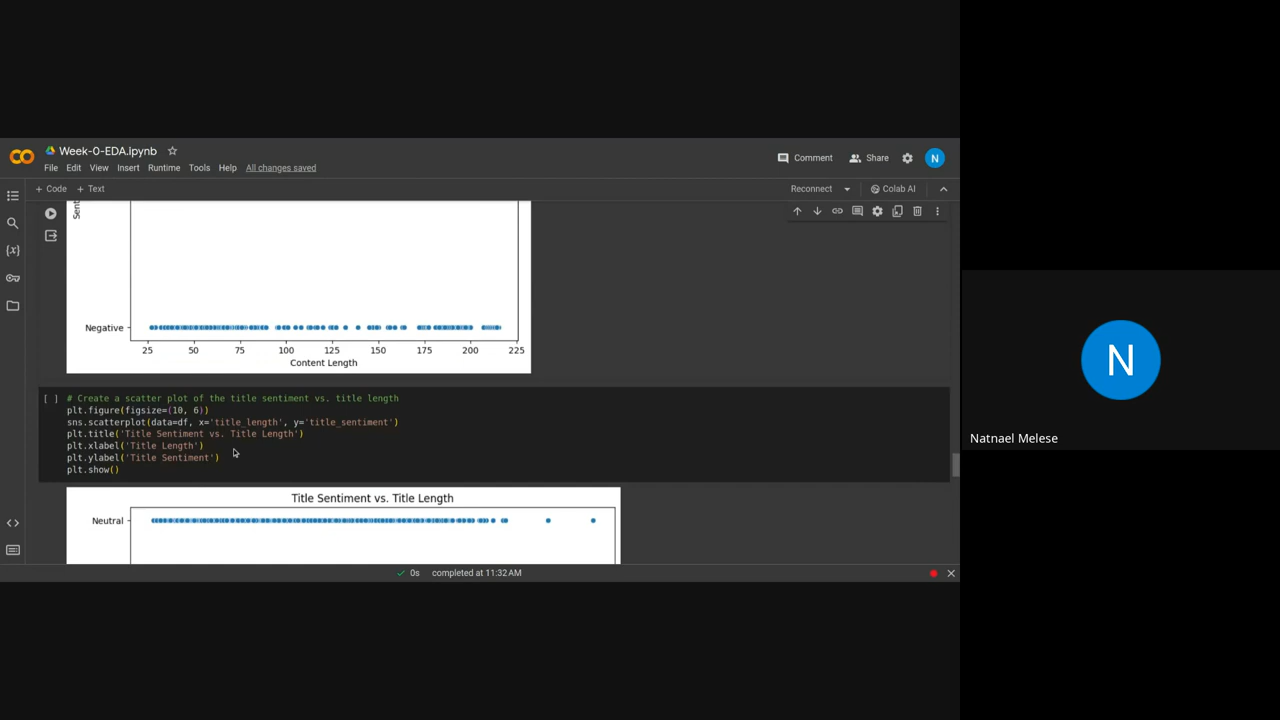 Week-0-EDA.ipynb
File Edit View Insert Runtime Tools Help All changes saved
Comment Share N
+ Code + Text
Reconnect Colab AI
Negative
25 50 75 100 125 150 175 200 225
Content Length
[ ] # Create a scatter plot of the title sentiment vs. title length
plt.figure(figsize=(10, 6))
sns.scatterplot(data=df, x='title_length', y='title_sentiment')
plt.title('Title Sentiment vs. Title Length')
plt.xlabel('Title Length')
plt.ylabel('Title Sentiment')
plt.show()
Title Sentiment vs. Title Length
Neutral
0s completed at 11:32 AM
N
Natnael Melese